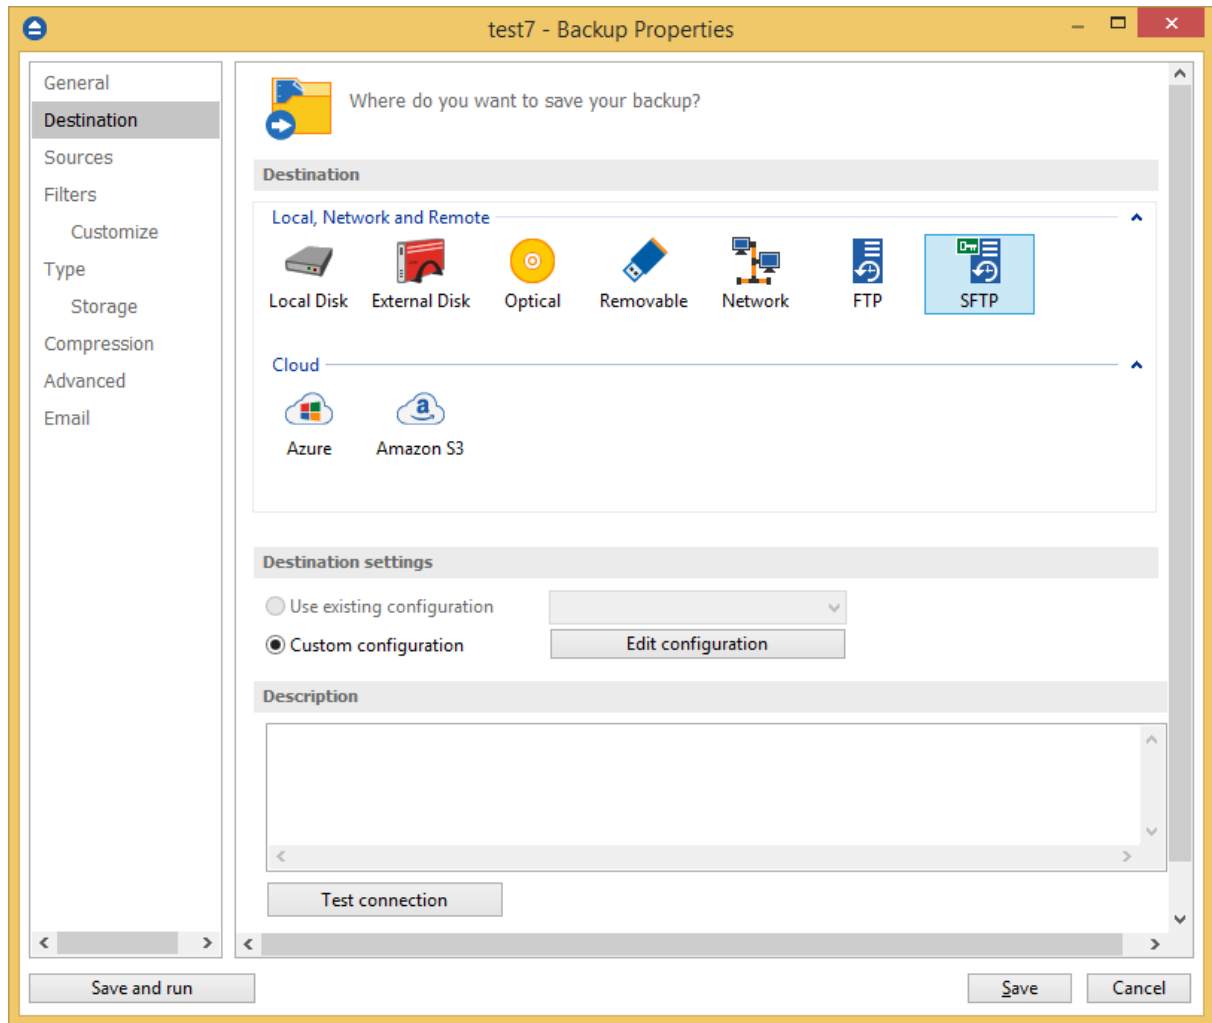 test7 - Backup Properties
General
Destination
Sources
Filters
Customize
Type
Storage
Compression
Advanced
Email
Where do you want to save your backup?
Destination
Local, Network and Remote
Local Disk External Disk Optical Removable Network FTP SFTP
Cloud
a
Azure Amazon S3
Destination settings
Use existing configuration
Custom configuration Edit configuration
Description
Test connection
Save and run Save Cancel